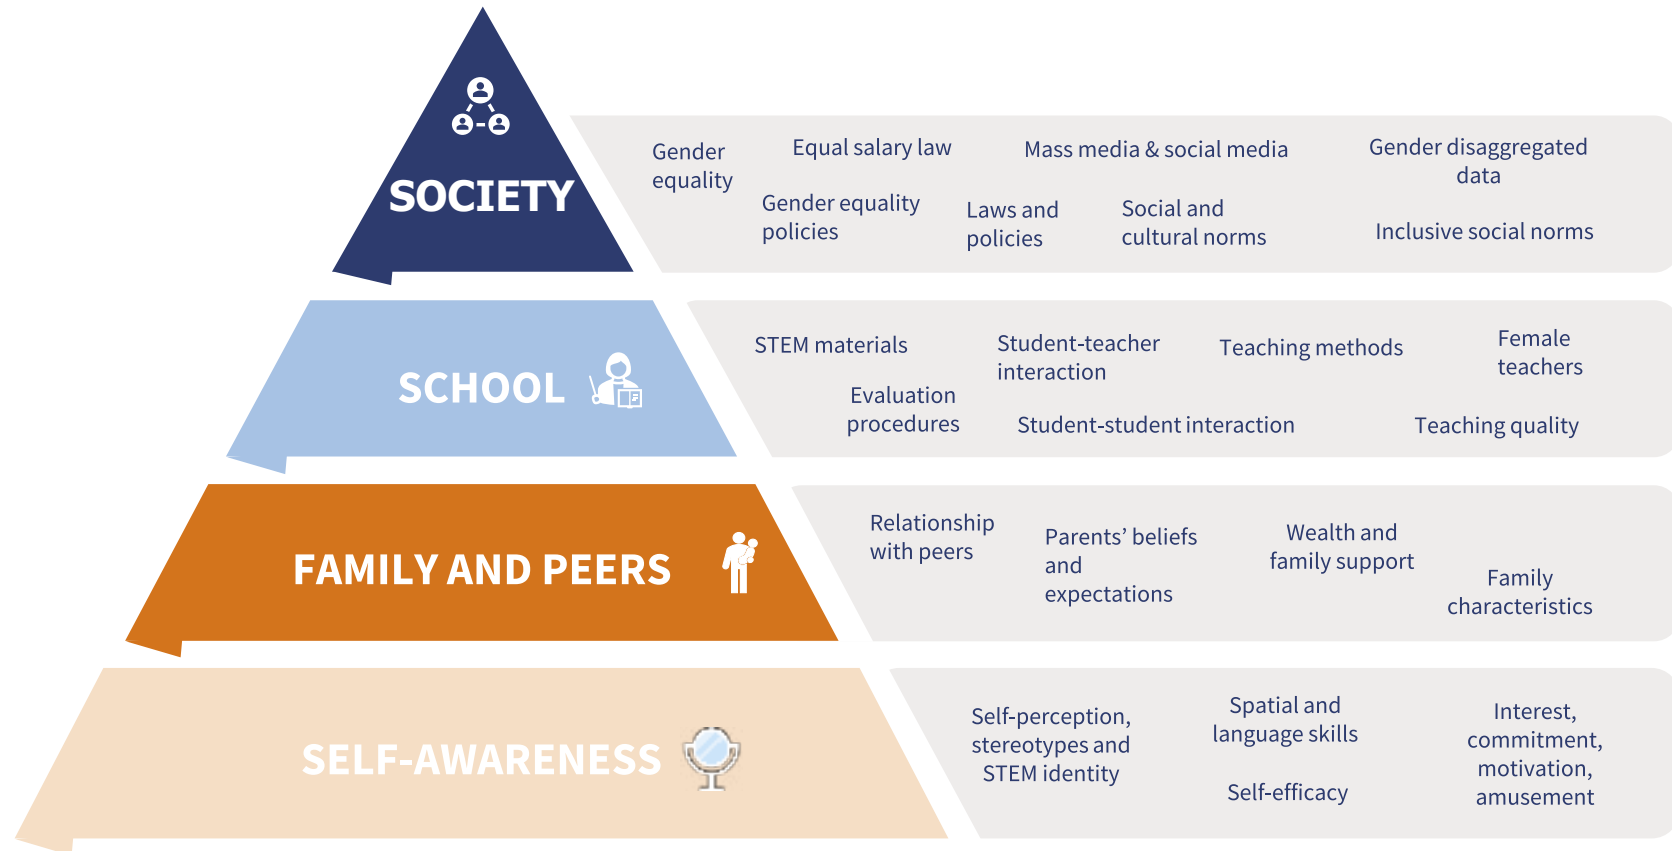 SOCIETY
Gender
equality
Equal salary law
Mass media & social media
Gender disaggregated
data
Gender equality
policies
Laws and
policies
Social and
cultural norms
Inclusive social norms
SCHOOL
STEM materials
Student-teacher
interaction
Teaching methods
Female
teachers
Evaluation
procedures
Student-student interaction
Teaching quality
FAMILY AND PEERS
Relationship
with peers
Parents’ beliefs
and
expectations
Wealth and
family support
Family
characteristics
SELF-AWARENESS
Self-perception,
stereotypes and
STEM identity
Spatial and
language skills
Self-efficacy
Interest,
commitment,
motivation,
amusement